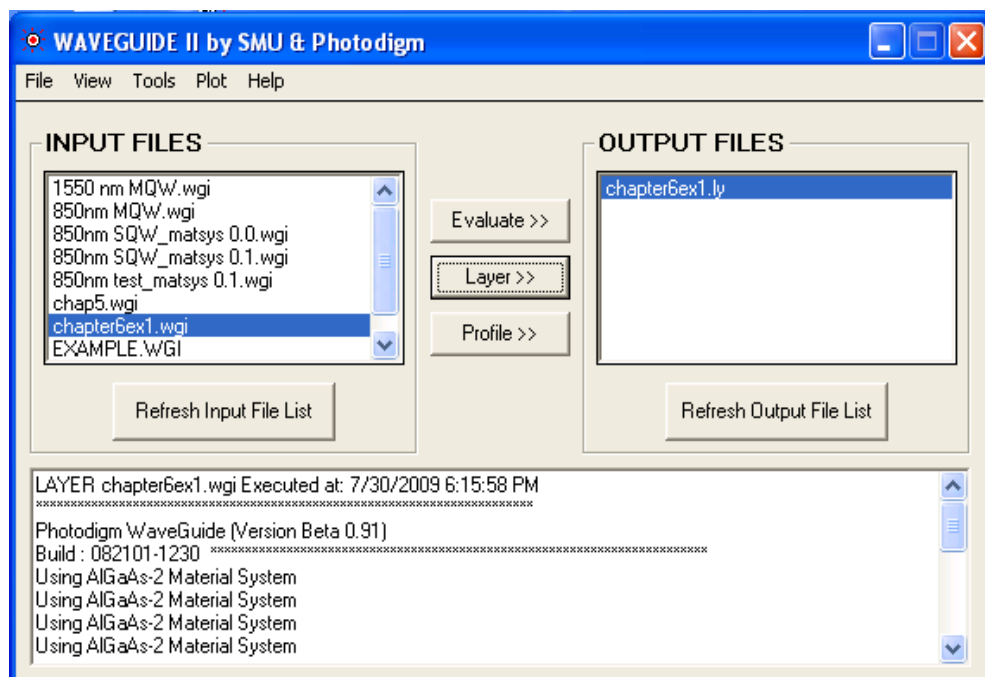 WAVEGUIDE II by SMU & Photodigm
File View Tools Plot Help
INPUT FILES
1550 nm MQW.wgi
850nm MQW.wgi
850nm SQW_matsys 0.0.wgi
850nm SQW_matsys 0.1.wgi
850nm test_matsys 0.1.wgi
chap5.wgi
chapter6ex1.wgi
EXAMPLE.WGI
Refresh Input File List
Evaluate >>
Layer >>
Profile >>
OUTPUT FILES
chapter6ex1.ly
Refresh Output File List
LAYER chapter6ex1.wgi Executed at: 7/30/2009 6:15:58 PM
**********************************************************************
Photodigm WaveGuide (Version Beta 0.91)
Build : 082101-1230 **********************************************************************
Using AlGaAs-2 Material System
Using AlGaAs-2 Material System
Using AlGaAs-2 Material System
Using AlGaAs-2 Material System